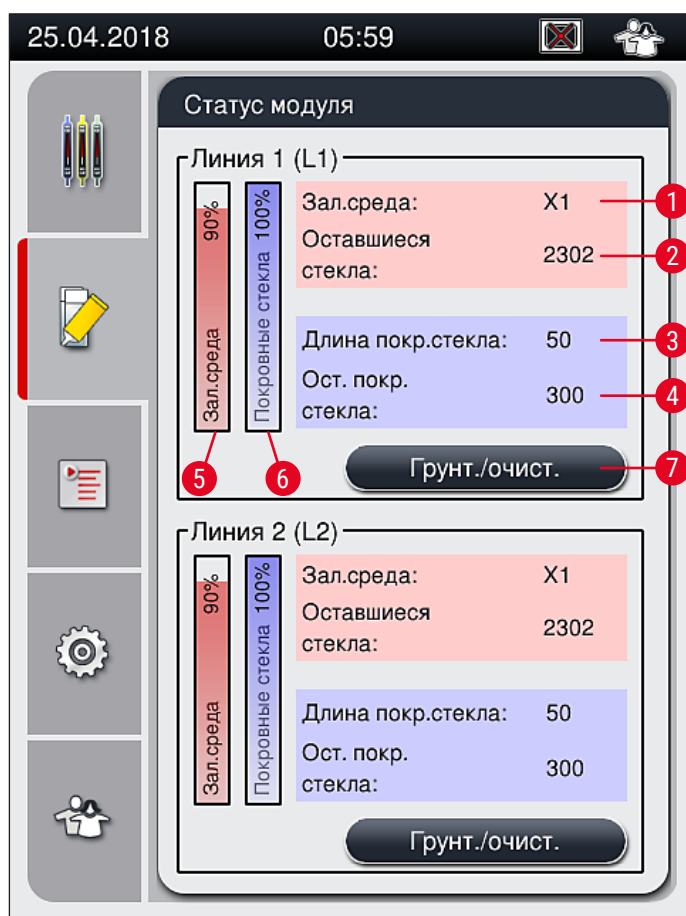 25.04.2018 05:59
Статус модуля
Линия 1 (L1)
90%
Зал.среда
Покровные стекла 100%
Зал.среда: X1 1
Оставшиеся
стекла: 2302 2
Длина покр.стекла: 50 3
Ост. покр.
стекла: 300 4
5 6
Грунт./очист. 7
Линия 2 (L2)
90%
Зал.среда
Покровные стекла 100%
Зал.среда: X1
Оставшиеся
стекла: 2302
Длина покр.стекла: 50
Ост. покр.
стекла: 300
Грунт./очист.